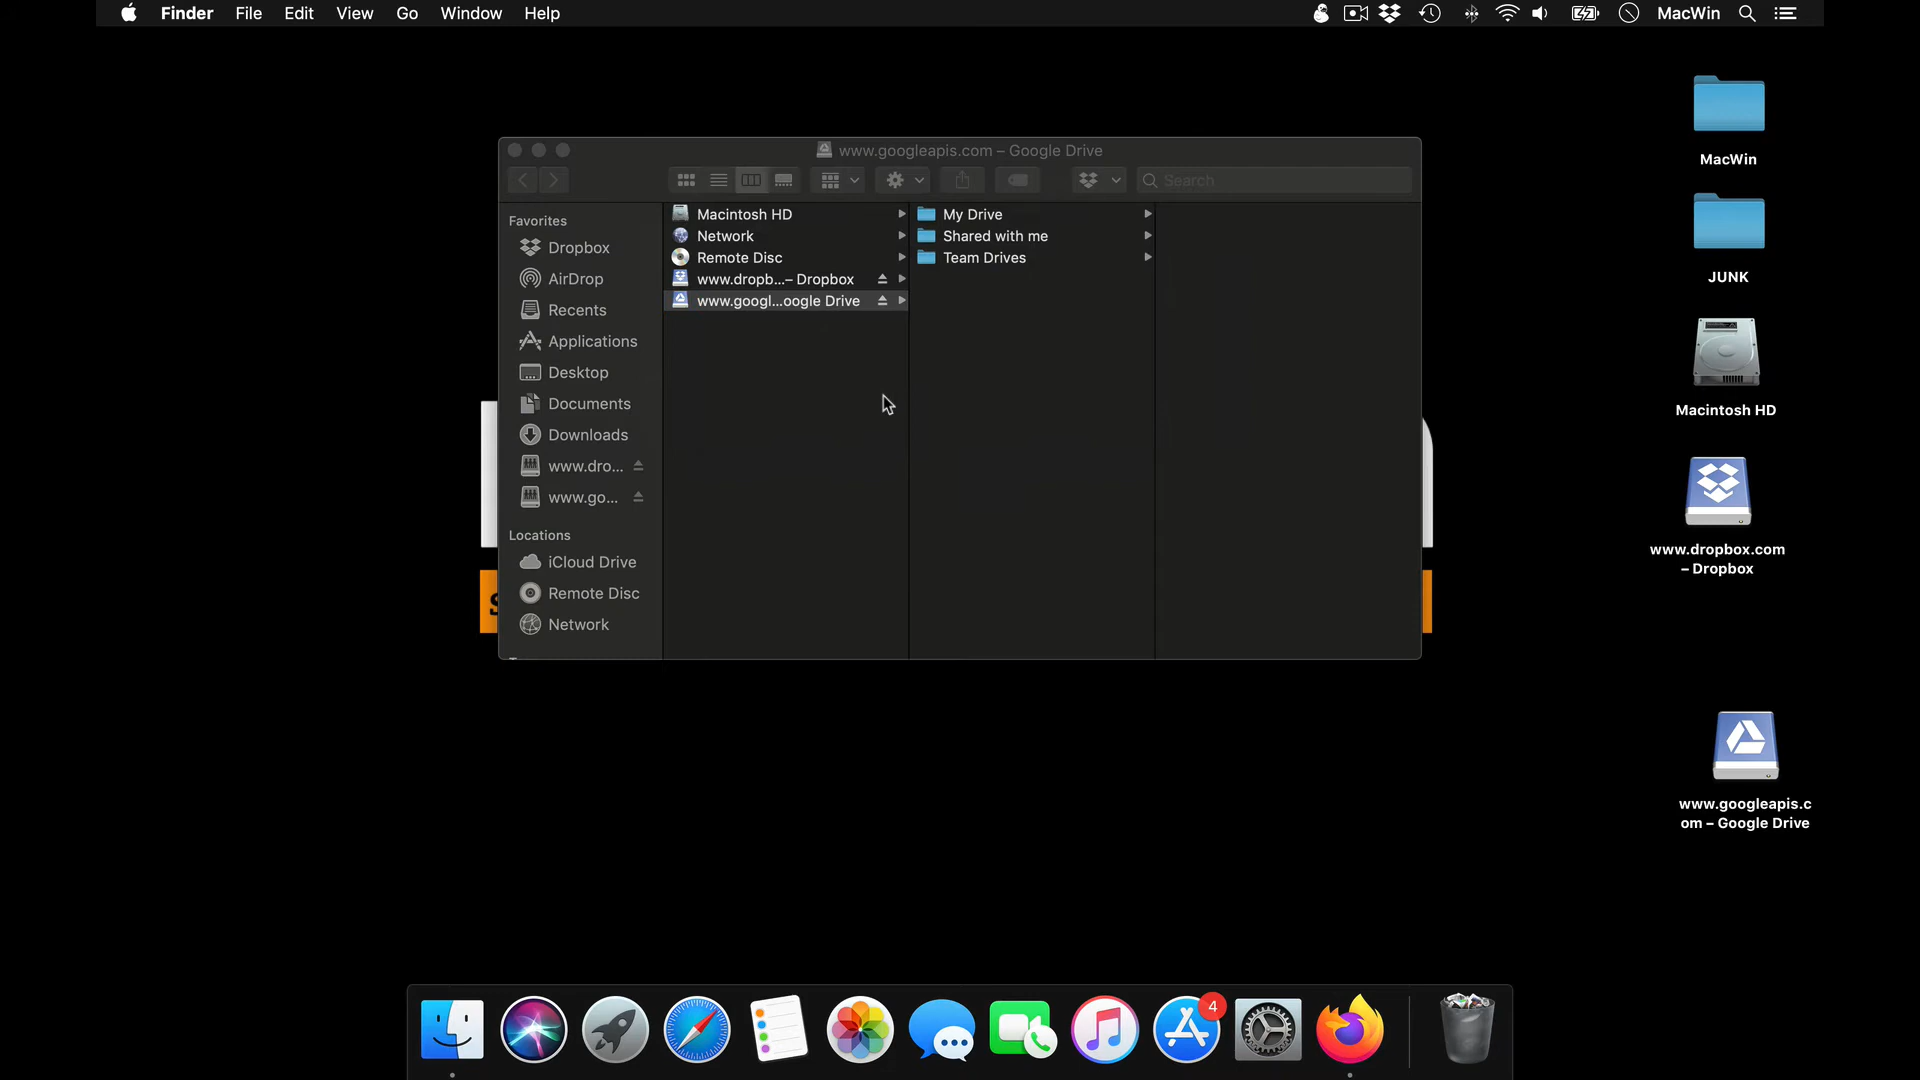 Finder File Edit View Go Window Help MacWin
www.googleapis.com – Google Drive
Search
Favorites
Dropbox
AirDrop
Recents
Applications
Desktop
Documents
Downloads
www.dro...
www.go...
Locations
iCloud Drive
Remote Disc
Network
Macintosh HD
Network
Remote Disc
www.dropb...– Dropbox
www.googl...oogle Drive
My Drive
Shared with me
Team Drives
MacWin
JUNK
Macintosh HD
www.dropbox.com
– Dropbox
www.googleapis.c
om – Google Drive
4